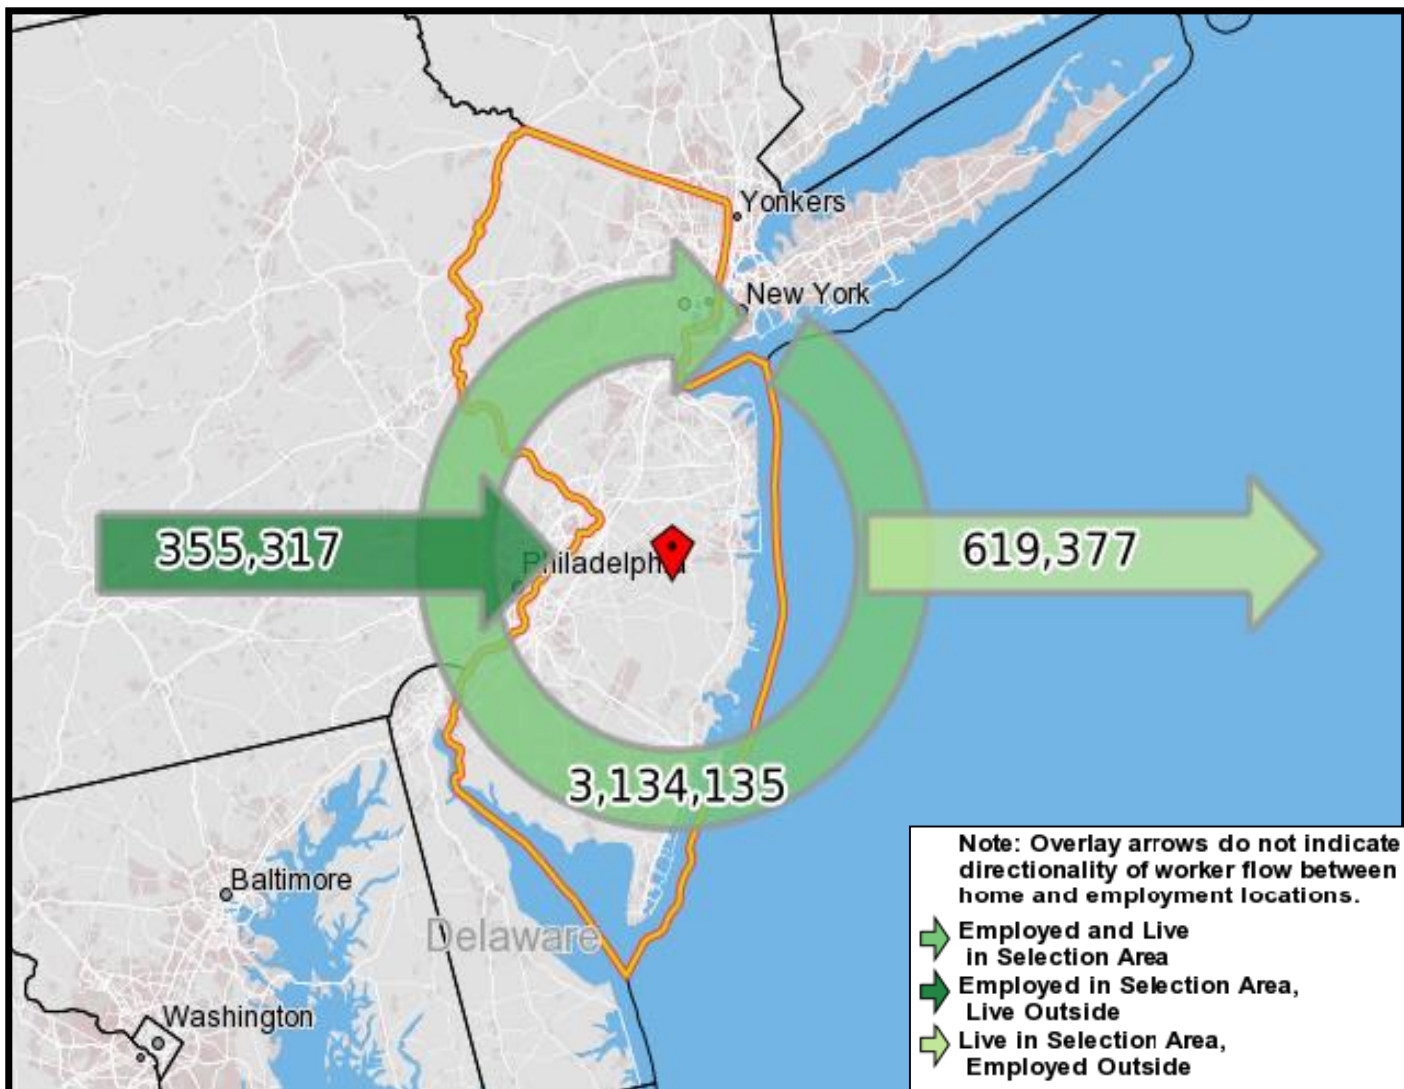 Yonkers
New York
355,317
619,377
Philadelphia
3,134,135
Baltimore
Delaware
Washington
Note: Overlay arrows do not indicate
directionality of worker flow between
home and employment locations.
Employed and Live
in Selection Area
Employed in Selection Area,
Live Outside
Live in Selection Area,
Employed Outside